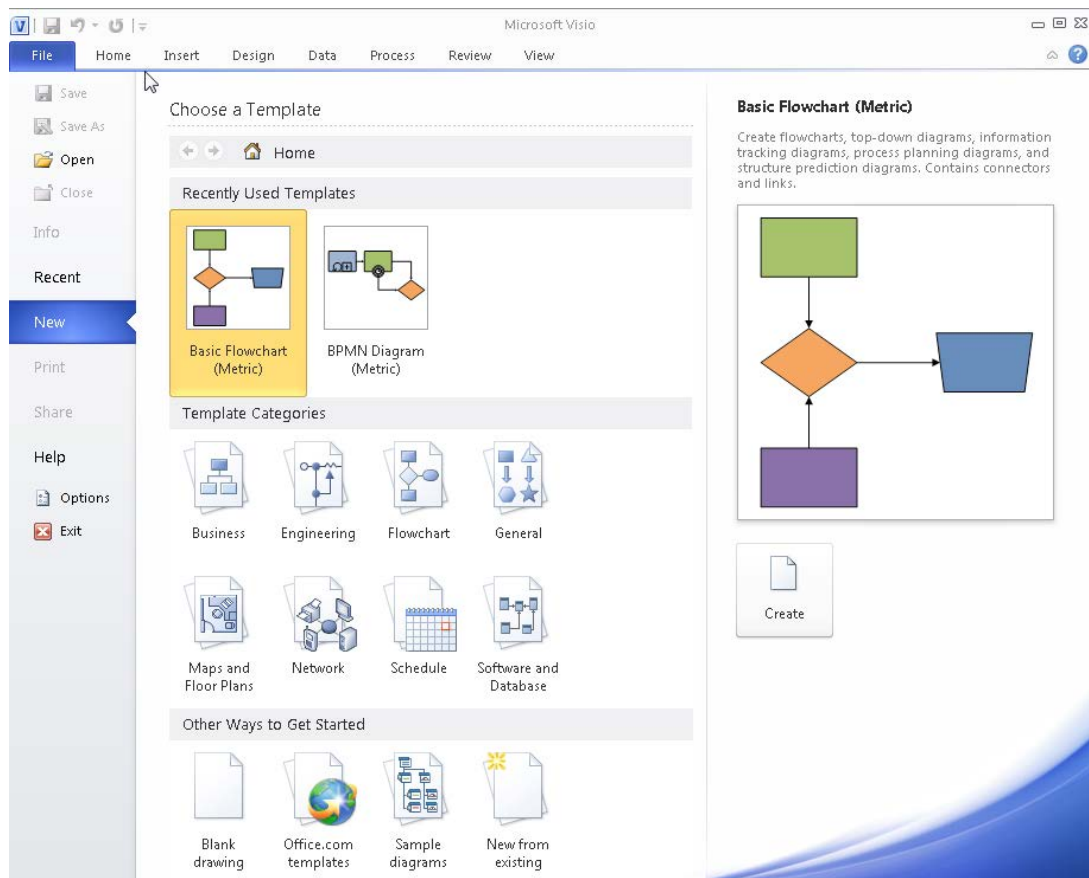 Microsoft Visio
File Home Insert Design Data Process Review View
Save
Save As
Open
Close
Info
Recent
New
Print
Share
Help
Options
Exit
Choose a Template
Home
Recently Used Templates
Basic Flowchart
(Metric)
BPMN Diagram
(Metric)
Template Categories
Business
Engineering
Flowchart
General
Maps and
Floor Plans
Network
Schedule
Software and
Database
Other Ways to Get Started
Blank
drawing
Office.com
templates
Sample
diagrams
New from
existing
Basic Flowchart (Metric)
Create flowcharts, top-down diagrams, information
tracking diagrams, process planning diagrams, and
structure prediction diagrams. Contains connectors
and links.
Create